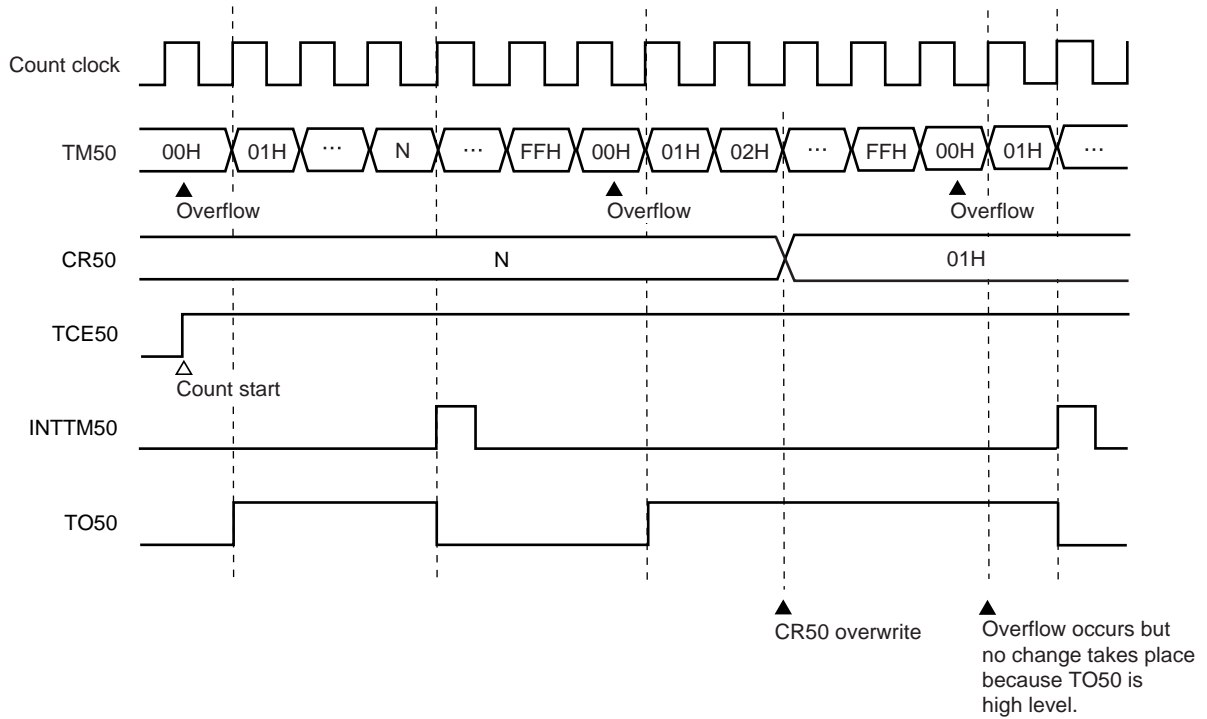 Count clock
TM50 00H 01H ... N ... FFH 00H 01H 02H ... FFH 00H 01H ...
Overflow Overflow Overflow
CR50 N 01H
TCE50
Count start
INTTM50
TO50
CR50 overwrite
Overflow occurs but
no change takes place
because TO50 is
high level.